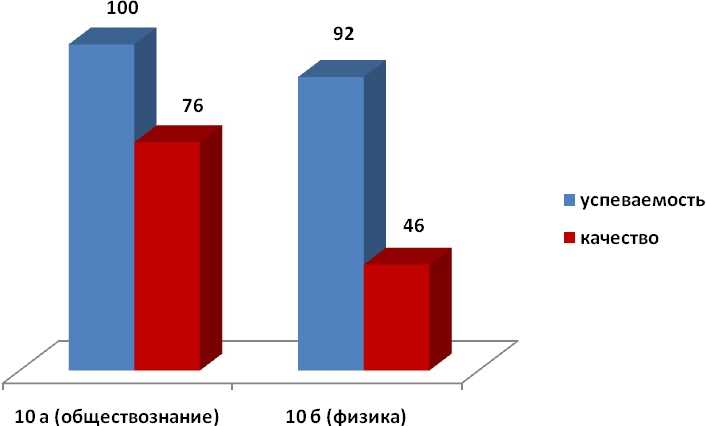 100
92
76
46
успеваемость
качество
10 а (обществознание)
10 б (физика)